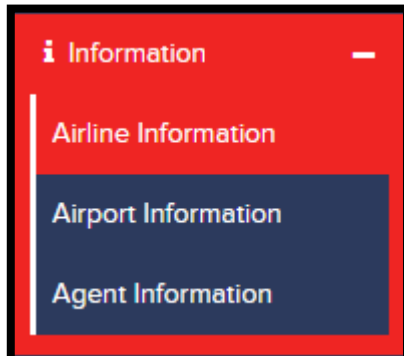 Information
Airline Information
Airport Information
Agent Information